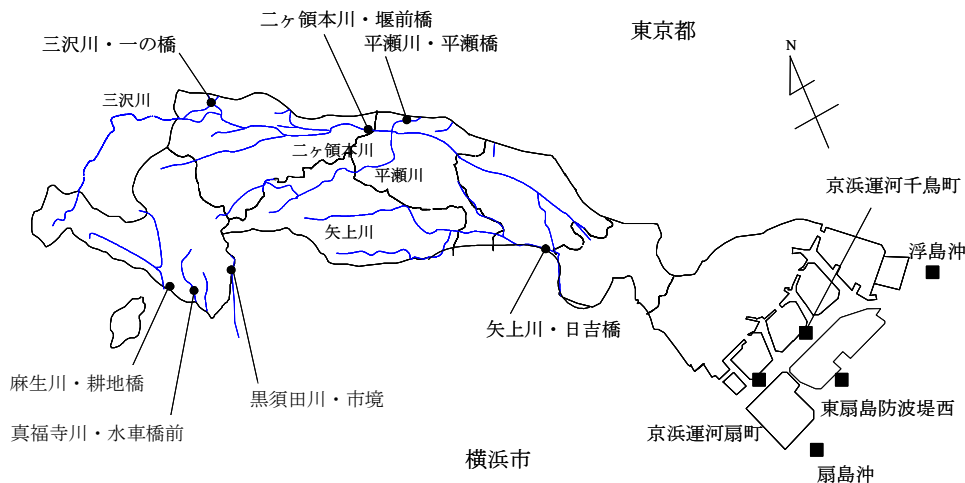 二ヶ領本川・堰前橋
東京都
三沢川・一の橋
平瀬川・平瀬橋
N
三沢川
二ヶ領本川
平瀬川
京浜運河千鳥町
矢上川
浮島沖
矢上川・日吉橋
麻生川・耕地橋
黒須田川・市境
東扇島防波堤西
真福寺川・水車橋前
京浜運河扇町
横浜市
扇島沖